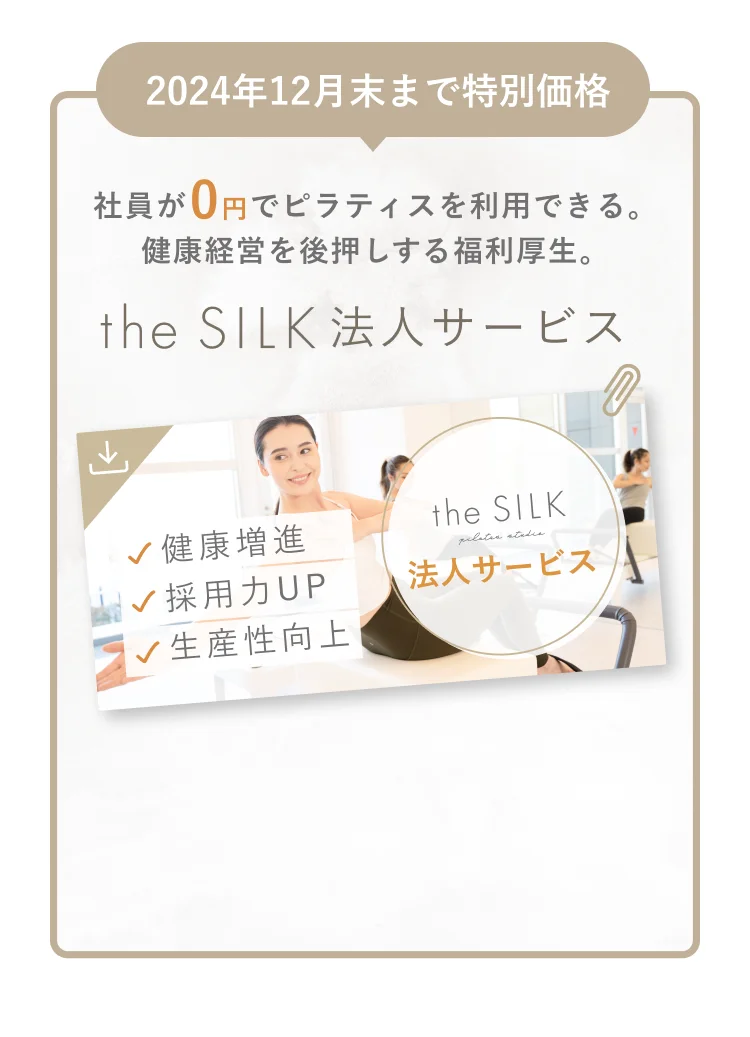 2024年12月末まで特別価格
社員が0円でピラティスを利用できる。
健康経営を後押しする福利厚生。
the SILK 法人サービス
健康増進
採用力UP
生産性向上
the SILK
pilates studio
法人サービス